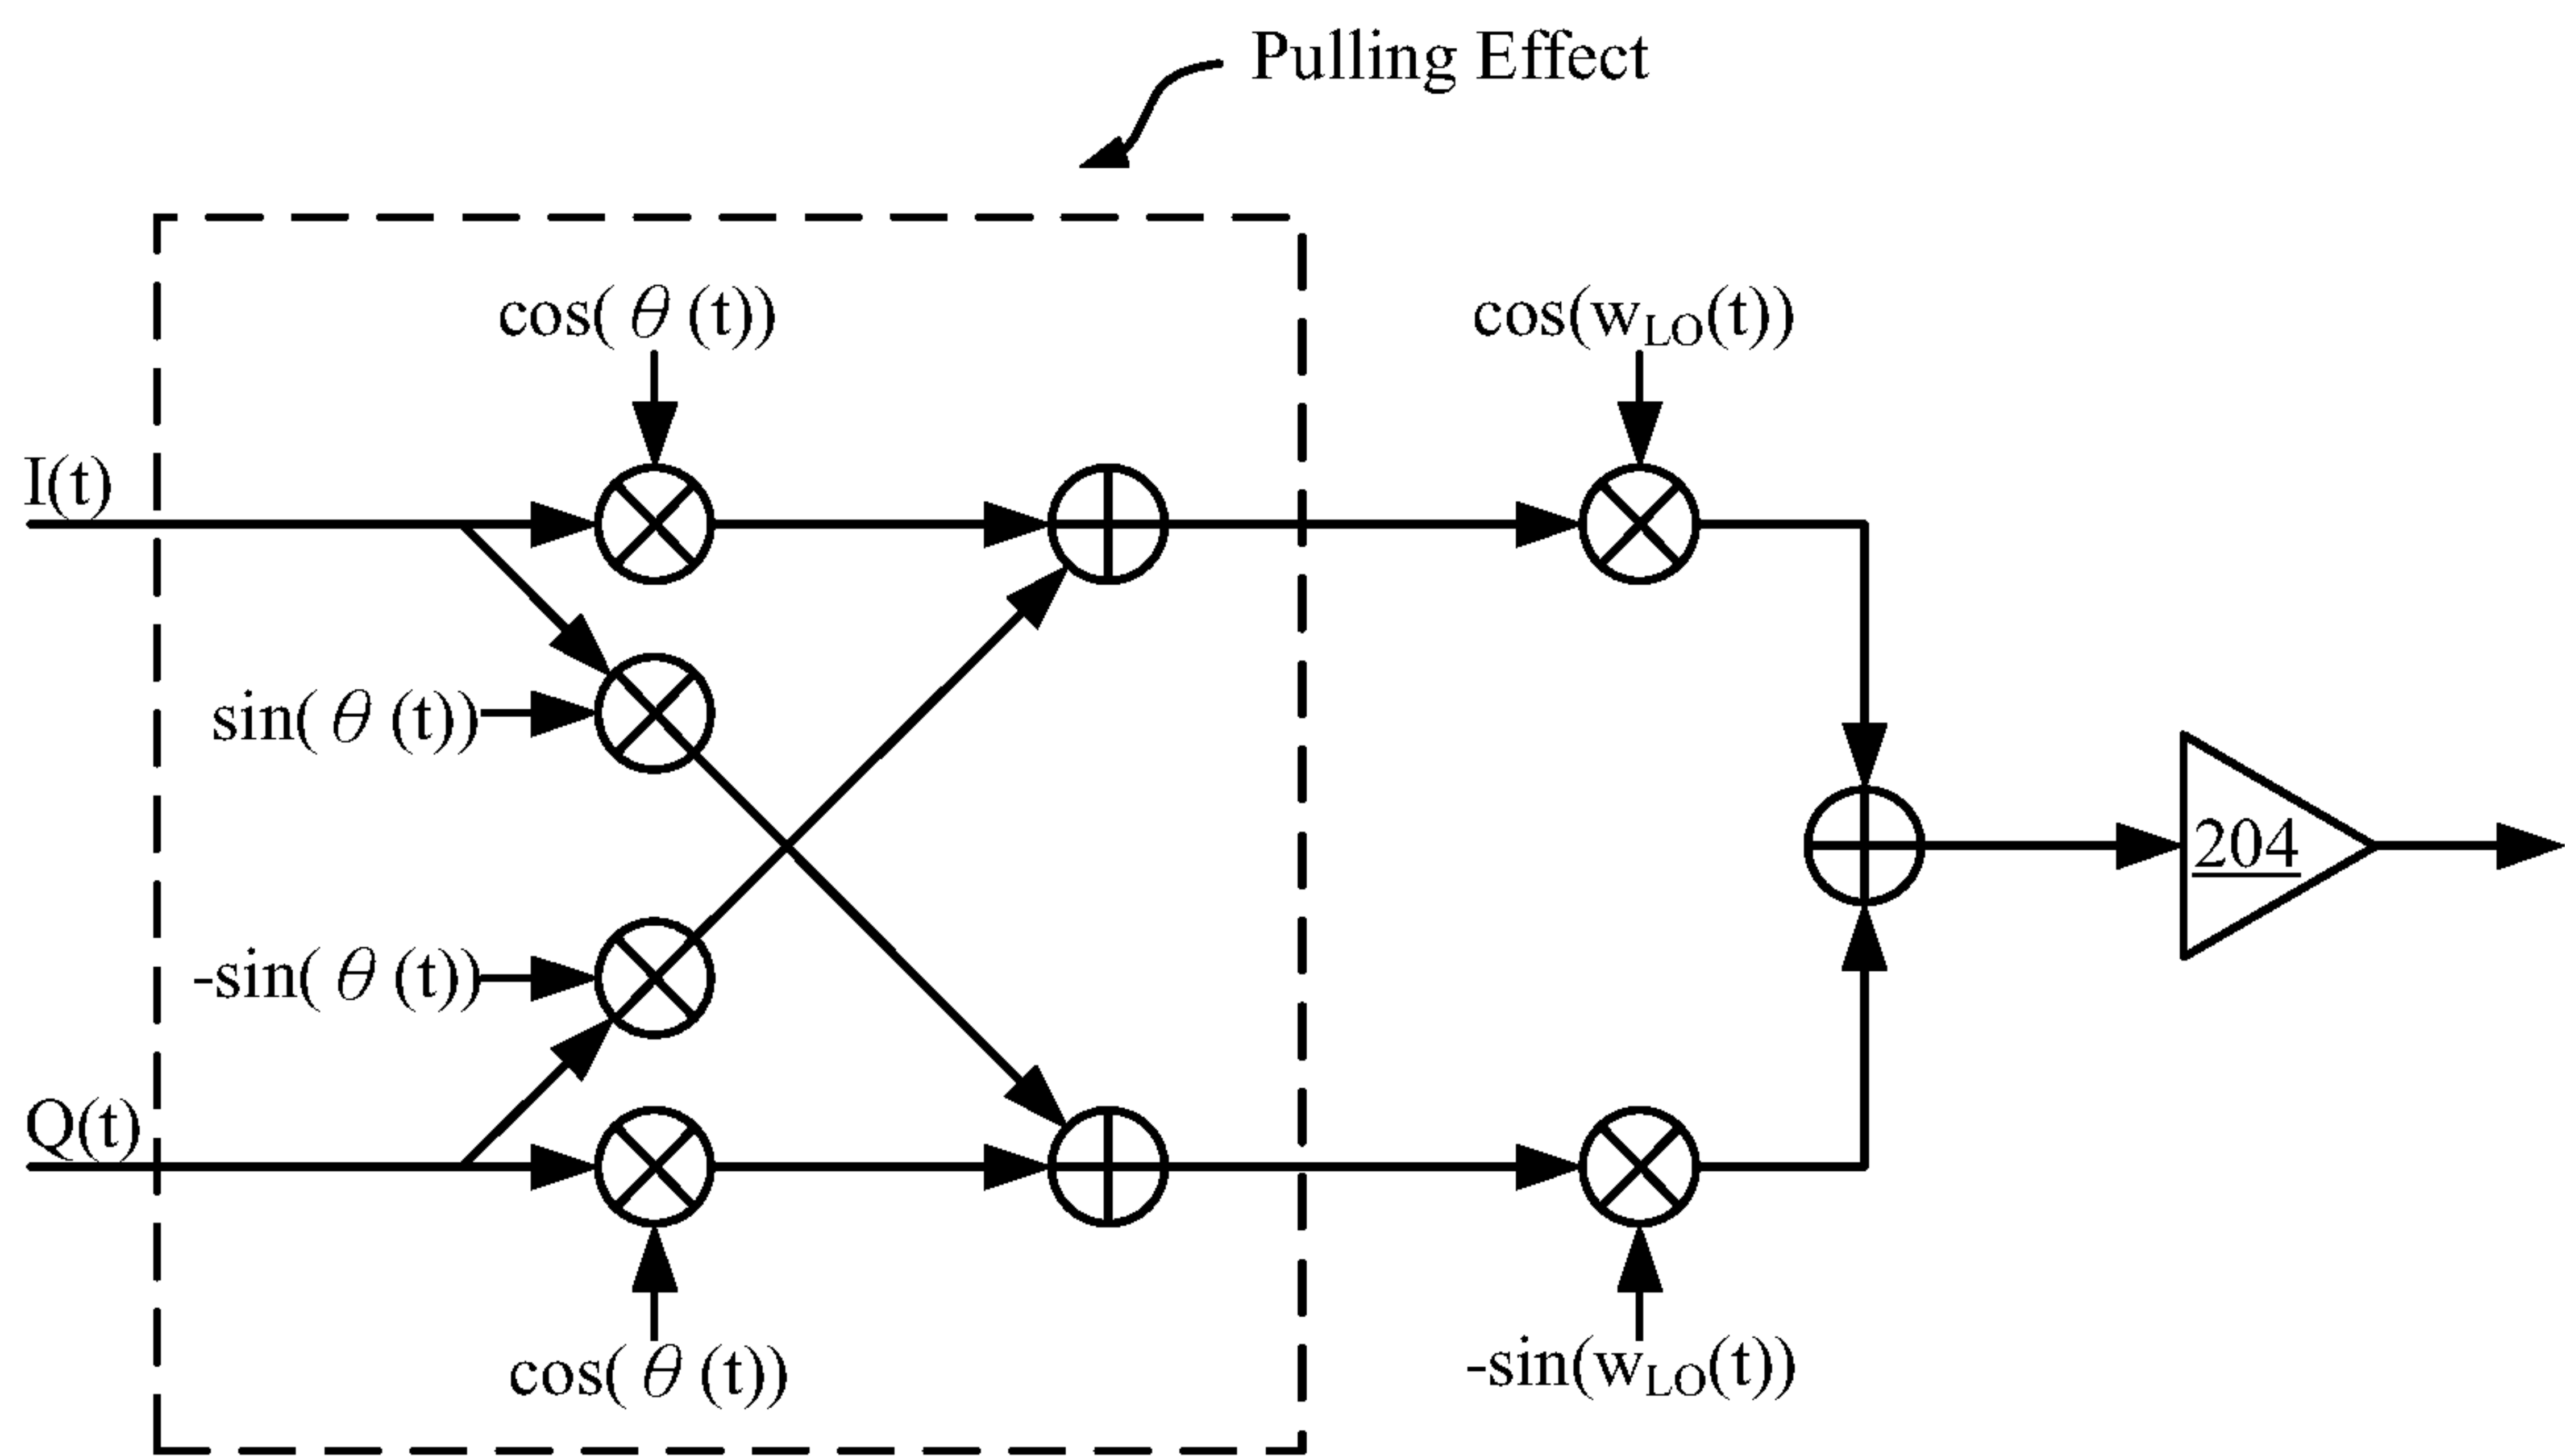 Pulling Effect
cos( θ (t))
cos(wLO(t))
I(t)
sin( θ (t))
204
-sin( θ (t))
Q(t)
cos( θ (t))
-sin(wLO(t))